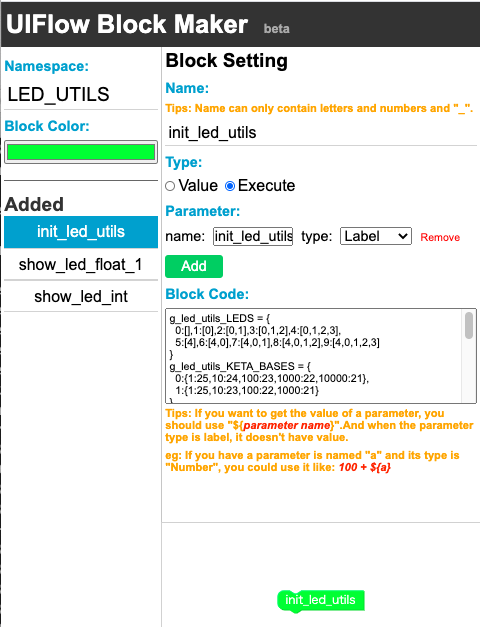 UIFlow Block Maker beta
Namespace:
LED_UTILS
Block Color:
Added
init_led_utils
show_led_float_1
show_led_int
Block Setting
Name:
Tips: Name can only contain letters and numbers and "_".
init_led_utils
Type:
Value Execute
Parameter:
name: init_led_utils type: Label Remove
Add
Block Code:
g_led_utils_LEDS = {
0:[],1:[0],2:[0,1],3:[0,1,2],4:[0,1,2,3],
5:[4],6:[4,0],7:[4,0,1],8:[4,0,1,2],9:[4,0,1,2,3]
}
g_led_utils_KETA_BASES = {
0:{1:25,10:24,100:23,1000:22,10000:21},
1:{1:25,10:23,100:22,1000:21}
}
Tips: If you want to get the value of a parameter, you
should use "${parameter name}".And when the parameter
type is label, it doesn't have value.
eg: If you have a parameter is named "a" and its type is
"Number", you could use it like: 100 + ${a}
init_led_utils